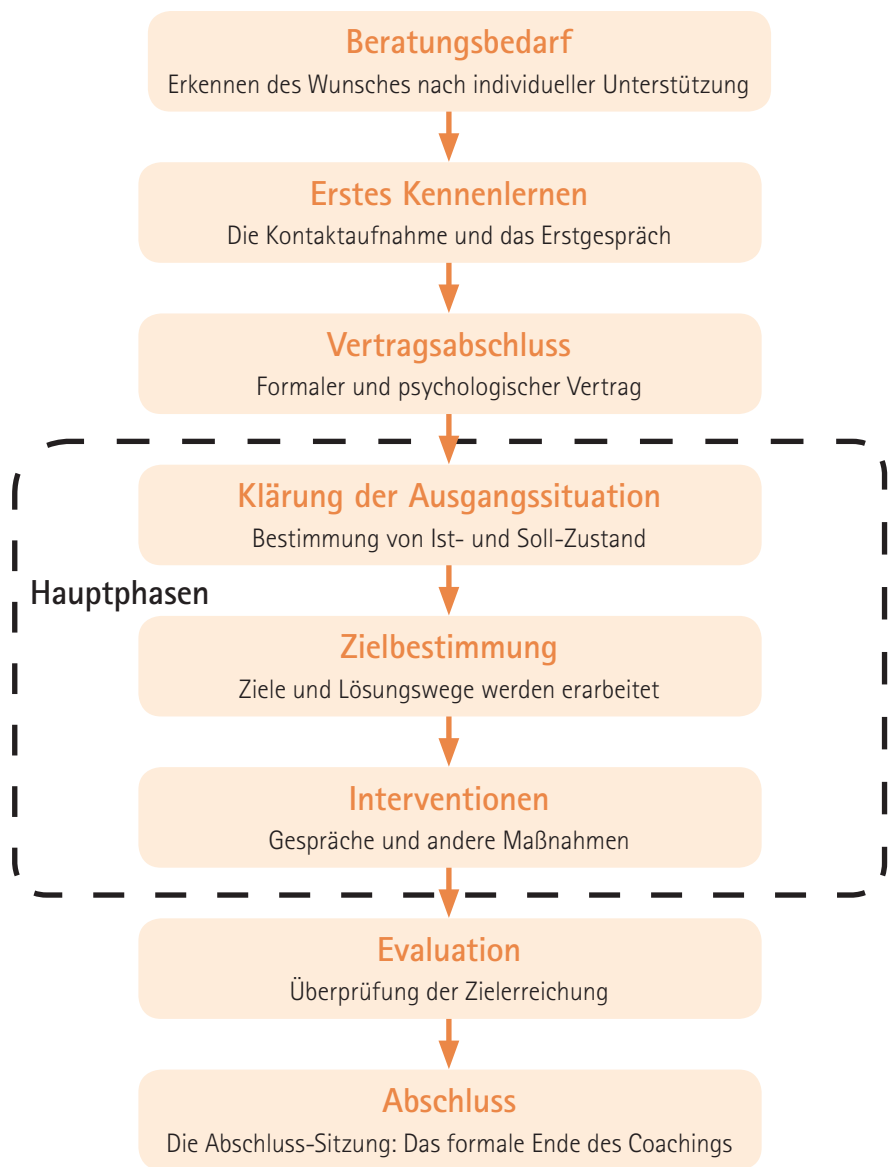 Beratungsbedarf
Erkennen des Wunsches nach individueller Unterstützung
Erstes Kennenlernen
Die Kontaktaufnahme und das Erstgespräch
Vertragsabschluss
Formaler und psychologischer Vertrag
Klärung der Ausgangssituation
Bestimmung von Ist- und Soll-Zustand
Hauptphasen
Zielbestimmung
Ziele und Lösungswege werden erarbeitet
Interventionen
Gespräche und andere Maßnahmen
Evaluation
Überprüfung der Zielerreichung
Abschluss
Die Abschluss-Sitzung: Das formale Ende des Coachings